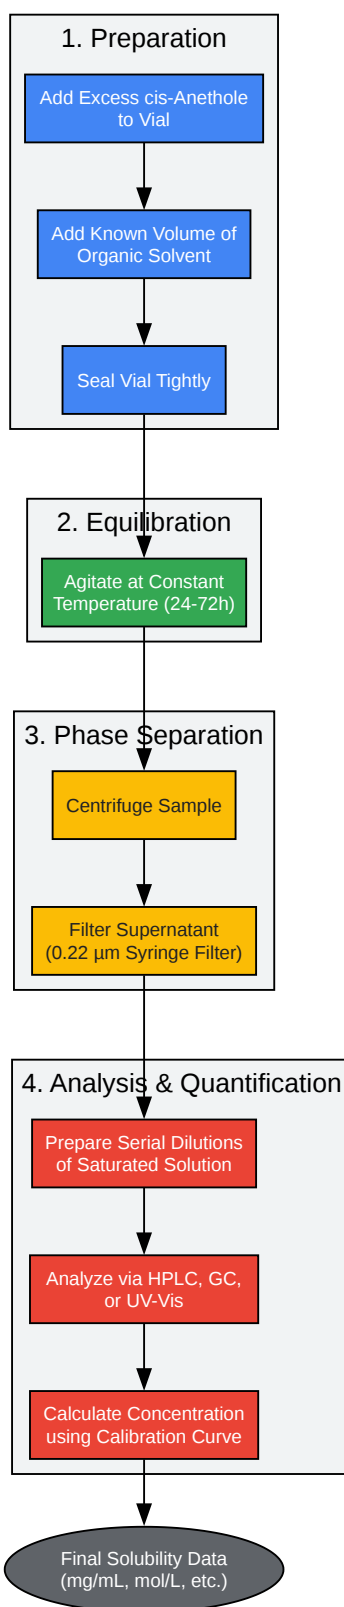 1. Preparation
Add Excess cis-Anethole
to Vial
Add Known Volume of
Organic Solvent
Seal Vial Tightly
2. Equilibration
Agitate at Constant
Temperature (24-72h)
3. Phase Separation
Centrifuge Sample
Filter Supernatant
(0.22 µm Syringe Filter)
4. Analysis & Quantification
Prepare Serial Dilutions
of Saturated Solution
Analyze via HPLC, GC,
or UV-Vis
Calculate Concentration
using Calibration Curve
Final Solubility Data
(mg/mL, mol/L, etc.)